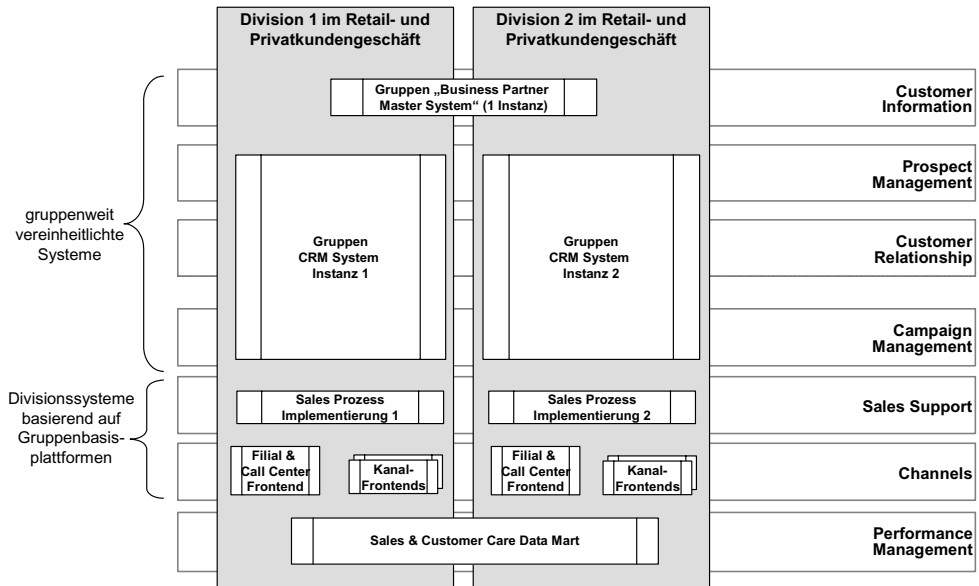 Division 1 im Retail- und
Privatkundengeschäft
Division 2 im Retail- und
Privatkundengeschäft
Gruppen „Business Partner
Master System“ (1 Instanz)
Customer
Information
Prospect
Management
gruppenweit
vereinheitlichte
Systeme
Gruppen
CRM System
Instanz 1
Gruppen
CRM System
Instanz 2
Customer
Relationship
Campaign
Management
Divisionssysteme
basierend auf
Gruppenbasis-
plattformen
Sales Prozess
Implementierung 1
Sales Prozess
Implementierung 2
Sales Support
Filial &
Call Center
Frontend
Kanal-
Frontends
Filial &
Call Center
Frontend
Kanal-
Frontends
Channels
Sales & Customer Care Data Mart
Performance
Management